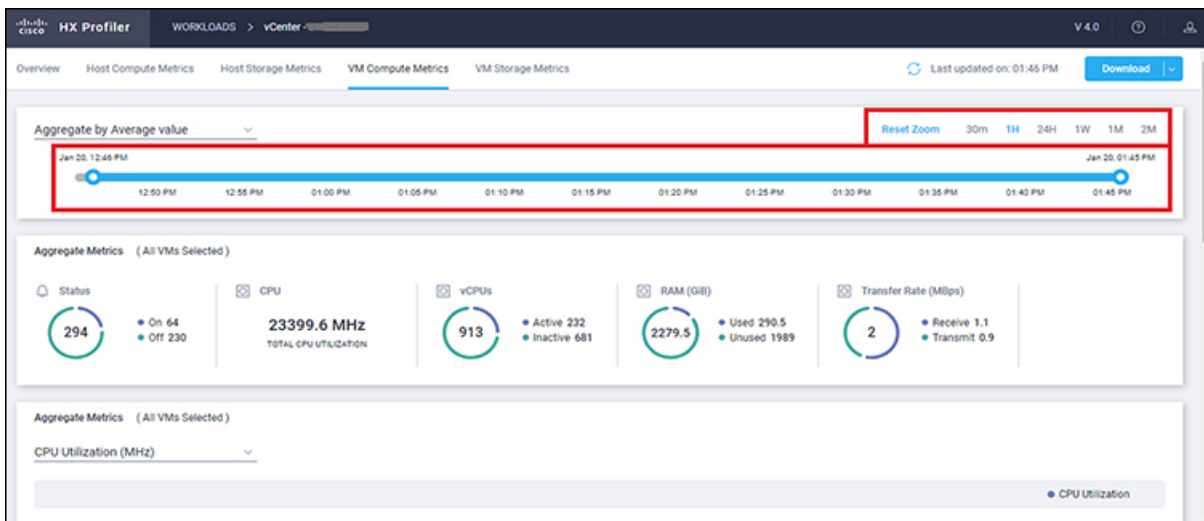 cisco HX Profiler WORKLOADS > vCenter- V 4.0
Overview Host Compute Metrics Host Storage Metrics VM Compute Metrics VM Storage Metrics Last updated on: 01:46 PM Download
Aggregate by Average value Reset Zoom 30m 1H 24H 1W 1M 2M
Jan 20, 12:46 PM Jan 20, 01:45 PM
12:50 PM 12:55 PM 01:00 PM 01:05 PM 01:10 PM 01:15 PM 01:20 PM 01:25 PM 01:30 PM 01:35 PM 01:40 PM 01:45 PM
Aggregate Metrics ( All VMs Selected )
Status CPU vCPUs RAM (GiB) Transfer Rate (MBps)
294 On 64 23399.6 MHz 913 Active 232 2279.5 Used 290.5 2 Receive 1.1
Off 230 TOTAL CPU UTILIZATION Inactive 681 Unused 1989 Transmit 0.9
Aggregate Metrics ( All VMs Selected )
CPU Utilization (MHz)
CPU Utilization